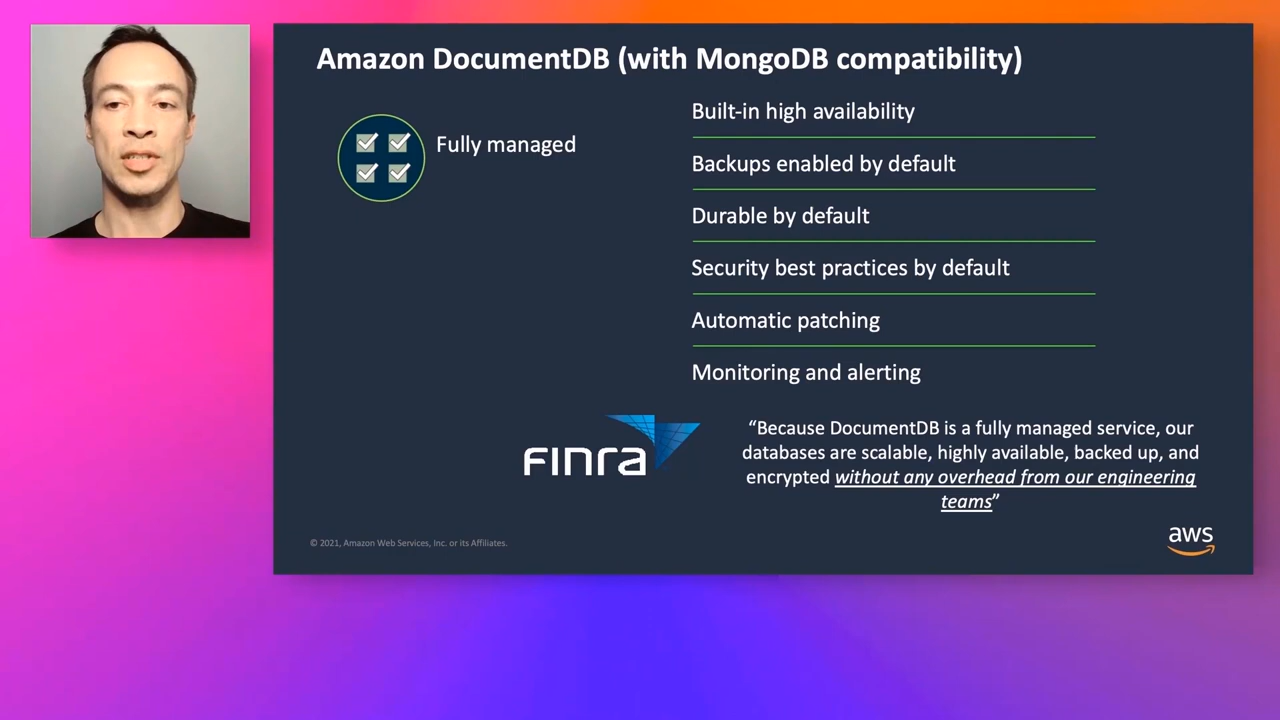 Amazon DocumentDB (with MongoDB compatibility)
Fully managed
Built-in high availability
Backups enabled by default
Durable by default
Security best practices by default
Automatic patching
Monitoring and alerting
finra
“Because DocumentDB is a fully managed service, our
databases are scalable, highly available, backed up, and
encrypted without any overhead from our engineering
teams”
© 2021, Amazon Web Services, Inc. or its Affiliates.
aws